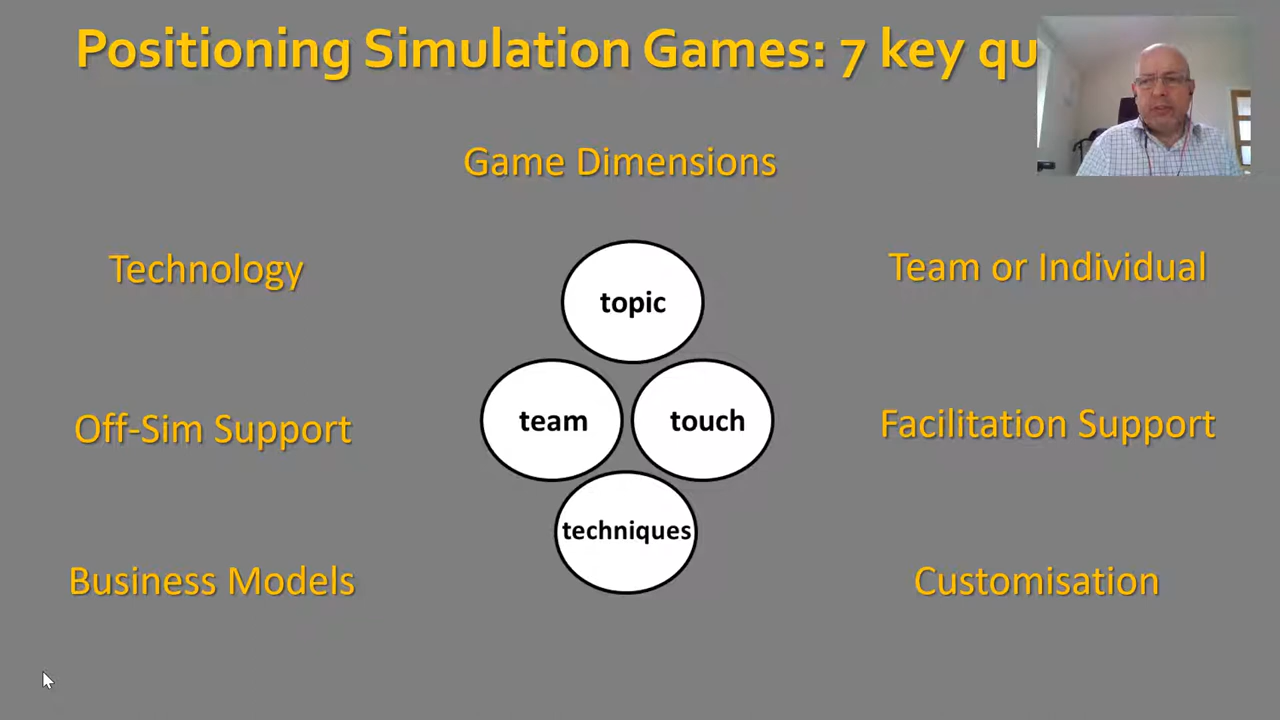 Positioning Simulation Games: 7 key
Game Dimensions
Technology
Team or Individual
topic
team
touch
Off-Sim Support
Facilitation Support
techniques
Business Models
Customisation